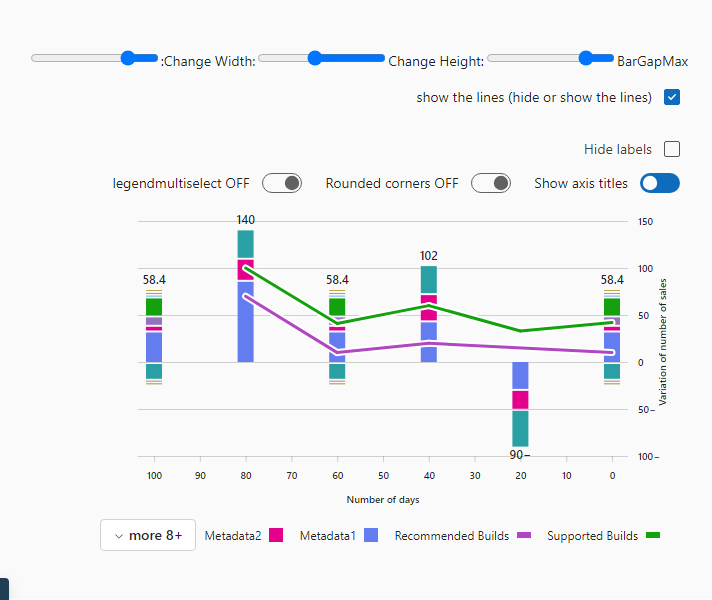 :Change Width: Change Height: BarGapMax
show the lines (hide or show the lines)
Hide labels
legendmultiselect OFF Rounded corners OFF Show axis titles
140
150
102
58.4 58.4 58.4
100
50
0
50–
90–
100–
Variation of number of sales
100 90 80 70 60 50 40 30 20 10 0
Number of days
more 8+ Metadata2 Metadata1 Recommended Builds Supported Builds